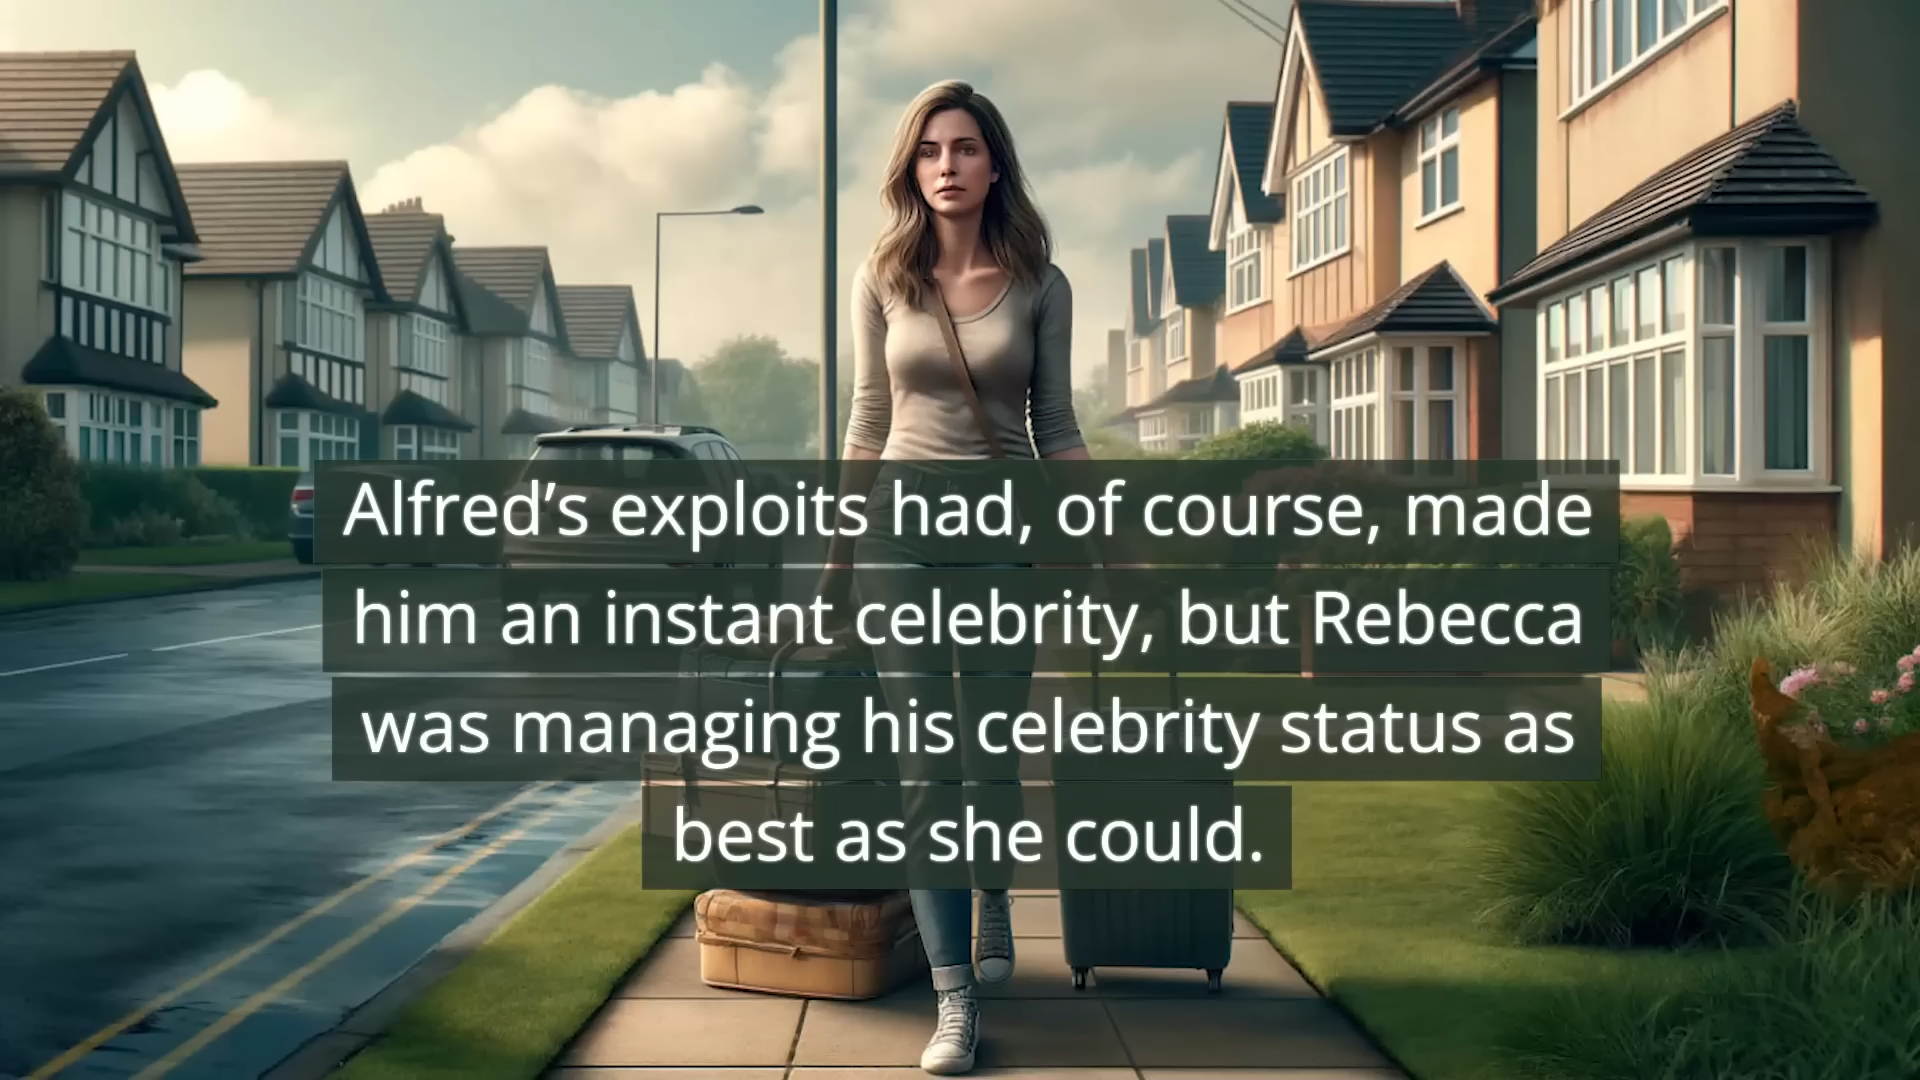 Alfred’s exploits had, of course, made
him an instant celebrity, but Rebecca
was managing his celebrity status as
best as she could.